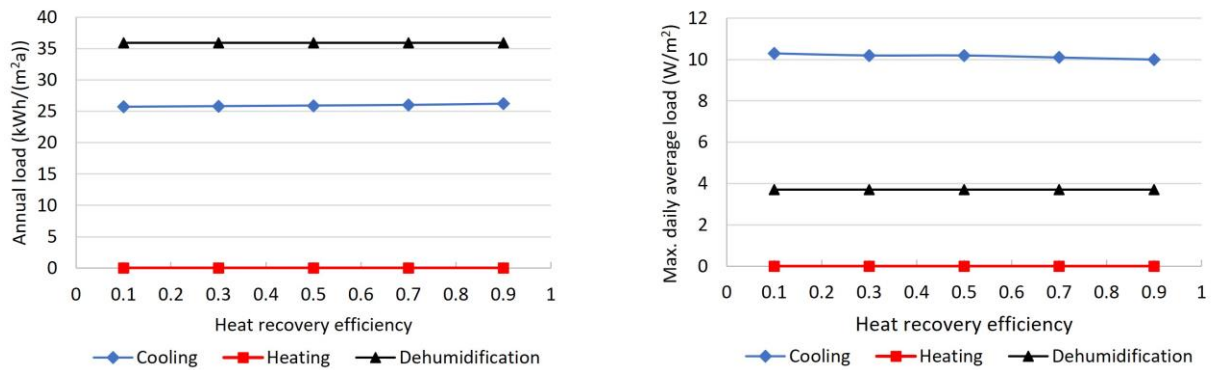 Annual load (kWh/(m²a))
40
35
30
25
20
15
10
5
0
0 0.1 0.2 0.3 0.4 0.5 0.6 0.7 0.8 0.9 1
Heat recovery efficiency
Cooling Heating Dehumidification
Max. daily average load (W/m²)
12
10
8
6
4
2
0
0 0.1 0.2 0.3 0.4 0.5 0.6 0.7 0.8 0.9 1
Heat recovery efficiency
Cooling Heating Dehumidification